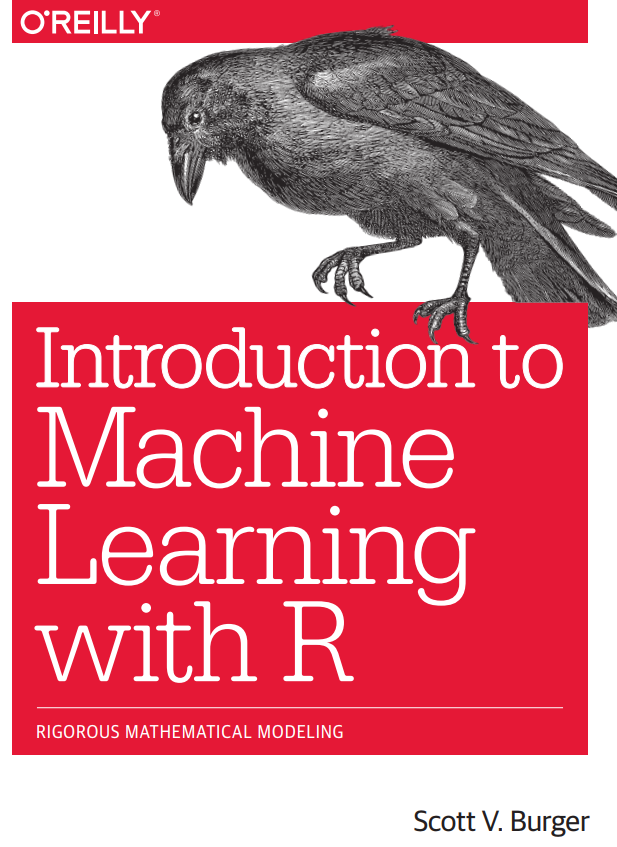 O'REILLY®
Introduction to
Machine
Learning
with R
RIGOROUS MATHEMATICAL MODELING
Scott V. Burger